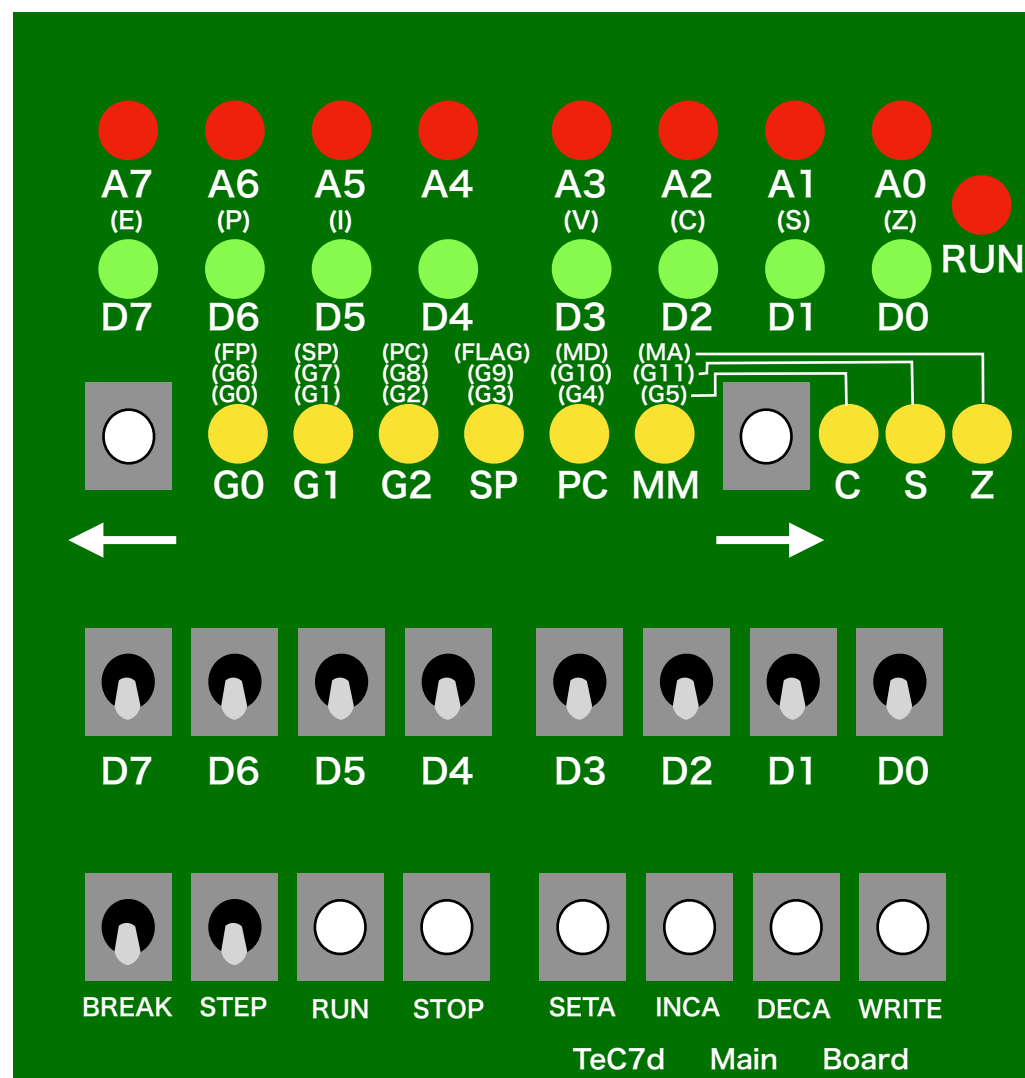 A7 A6 A5 A4 A3 A2 A1 A0
(E) (P) (I) (V) (C) (S) (Z)
RUN
D7 D6 D5 D4 D3 D2 D1 D0
(FP) (SP) (PC) (FLAG) (MD) (MA)
(G6) (G7) (G8) (G9) (G10) (G11)
(G0) (G1) (G2) (G3) (G4) (G5)
G0 G1 G2 SP PC MM C S Z
D7 D6 D5 D4 D3 D2 D1 D0
BREAK STEP RUN STOP SETA INCA DECA WRITE
TeC7d Main Board